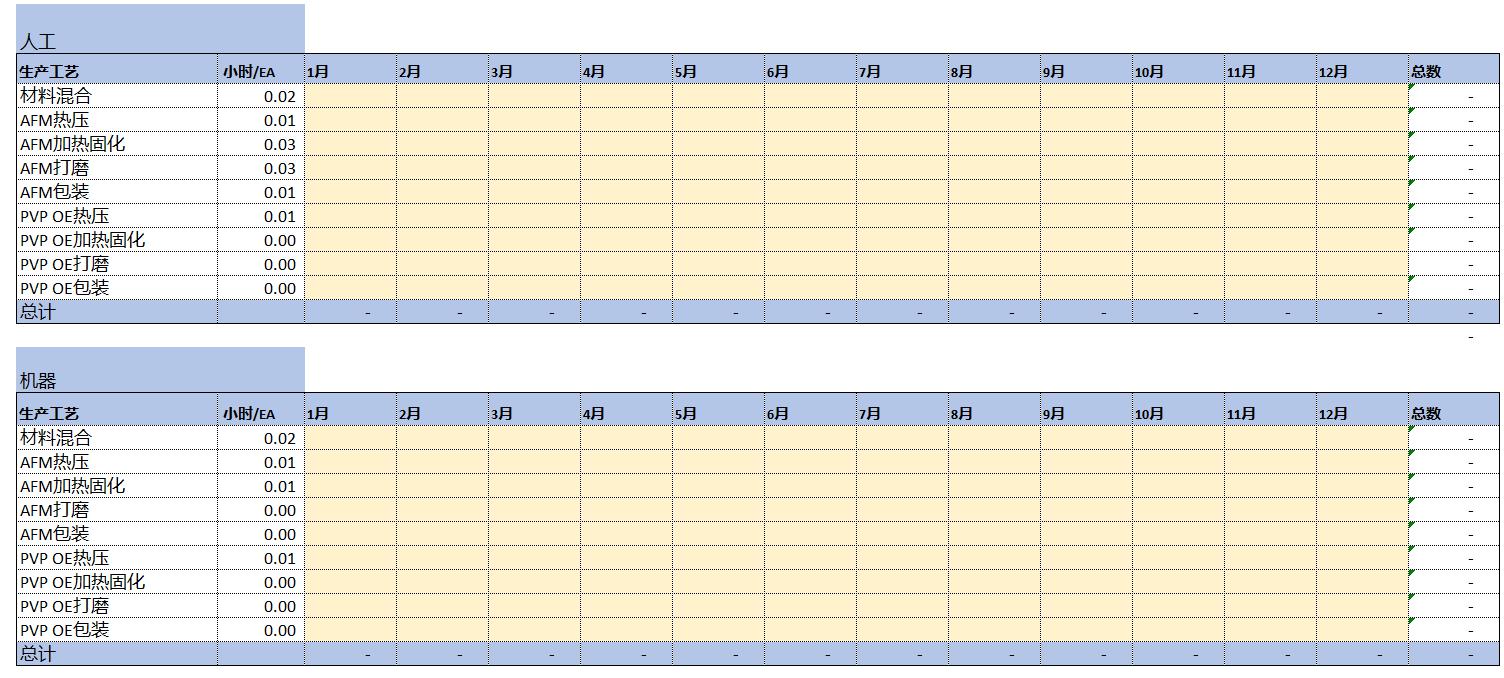 人工
生产工艺 小时/EA 1月 2月 3月 4月 5月 6月 7月 8月 9月 10月 11月 12月 总数
材料混合 0.02 -
AFM热压 0.01 -
AFM加热固化 0.03 -
AFM打磨 0.03 -
AFM包装 0.01 -
PVP OE热压 0.01 -
PVP OE加热固化 0.00 -
PVP OE打磨 0.00 -
PVP OE包装 0.00 -
总计 - - - - - - - - - - - - -
-
机器
生产工艺 小时/EA 1月 2月 3月 4月 5月 6月 7月 8月 9月 10月 11月 12月 总数
材料混合 0.02 -
AFM热压 0.01 -
AFM加热固化 0.01 -
AFM打磨 0.00 -
AFM包装 0.00 -
PVP OE热压 0.01 -
PVP OE加热固化 0.00 -
PVP OE打磨 0.00 -
PVP OE包装 0.00 -
总计 - - - - - - - - - - - - -